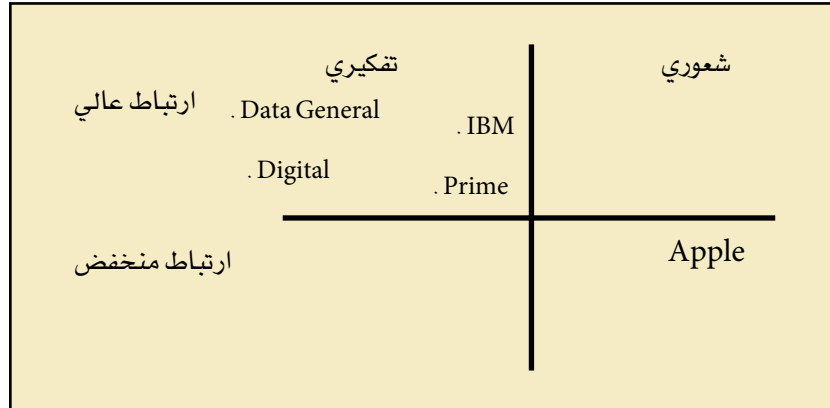 شعوري
تفكيري
ارتباط عالي
. Data General
. IBM
. Digital
. Prime
ارتباط منخفض
Apple